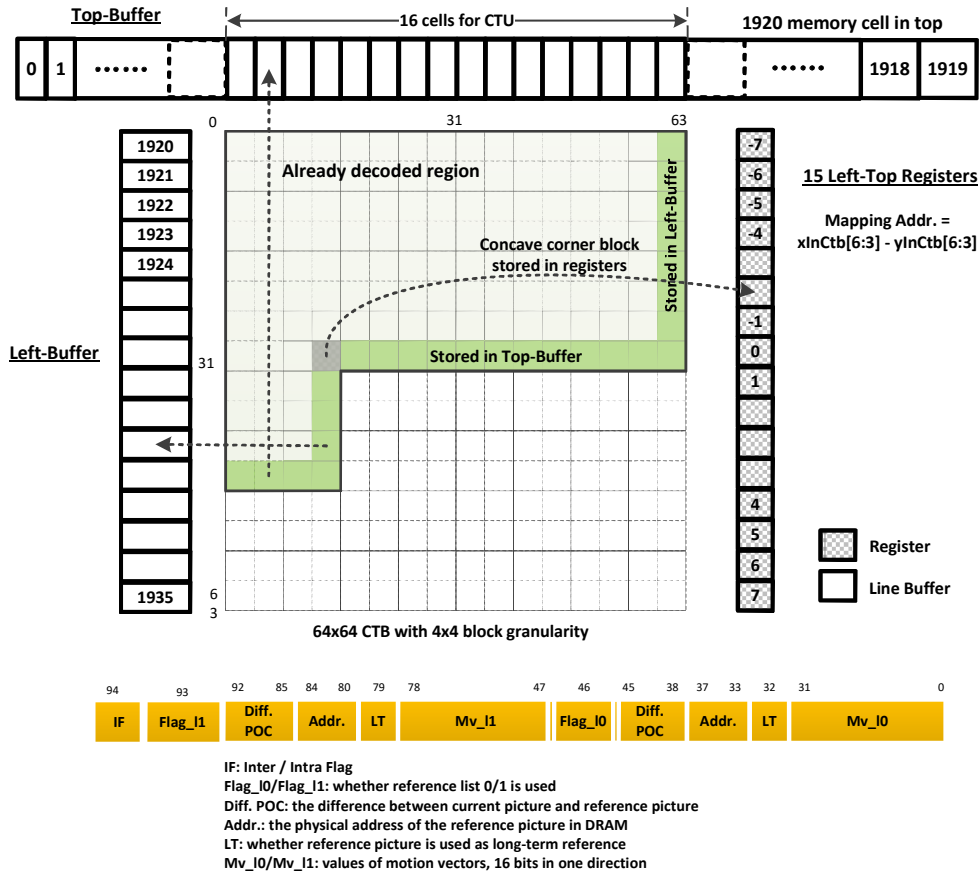 Top-Buffer
16 cells for CTU
1920 memory cell in top
0 1 ...... ...... 1918 1919
0 31 63
1920
1921
1922
1923
1924
1935
Left-Buffer
31
6
3
Already decoded region
Concave corner block
stored in registers
Stored in Left-Buffer
Stored in Top-Buffer
-7
-6
-5
-4
-1
0
1
4
5
6
7
15 Left-Top Registers
Mapping Addr. =
xInCtb[6:3] - yInCtb[6:3]
Register
Line Buffer
64x64 CTB with 4x4 block granularity
94 93 92 85 84 80 79 78 47 46 45 38 37 33 32 31 0
IF Flag_l1 Diff. POC Addr. LT Mv_l1 Flag_l0 Diff. POC Addr. LT Mv_l0
IF: Inter / Intra Flag
Flag_l0/Flag_l1: whether reference list 0/1 is used
Diff. POC: the difference between current picture and reference picture
Addr.: the physical address of the reference picture in DRAM
LT: whether reference picture is used as long-term reference
Mv_l0/Mv_l1: values of motion vectors, 16 bits in one direction